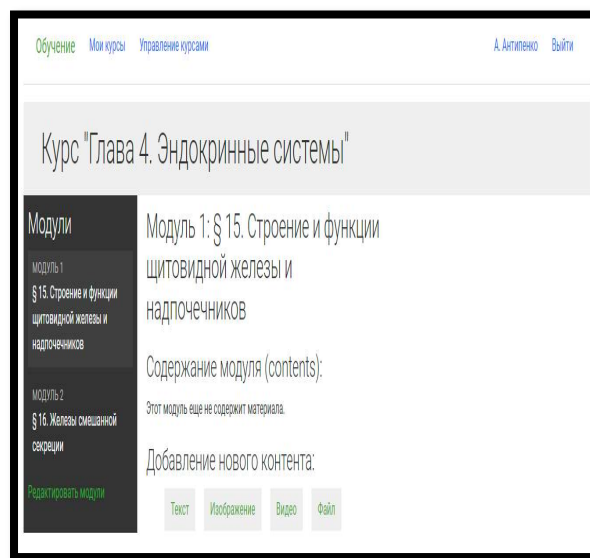 Обучение Мои курсы Управление курсами А. Антипенко Выйти
Курс "Глава 4. Эндокринные системы"
Модули
МОДУЛЬ 1
§ 15. Строение и функции
щитовидной железы и
надпочечников
МОДУЛЬ 2
§ 16. Железы смешанной
секреции
Редактировать модули
Модуль 1: § 15. Строение и функции
щитовидной железы и
надпочечников
Содержание модуля (contents):
Этот модуль еще не содержит материала.
Добавление нового контента:
Текст Изображение Видео Файл